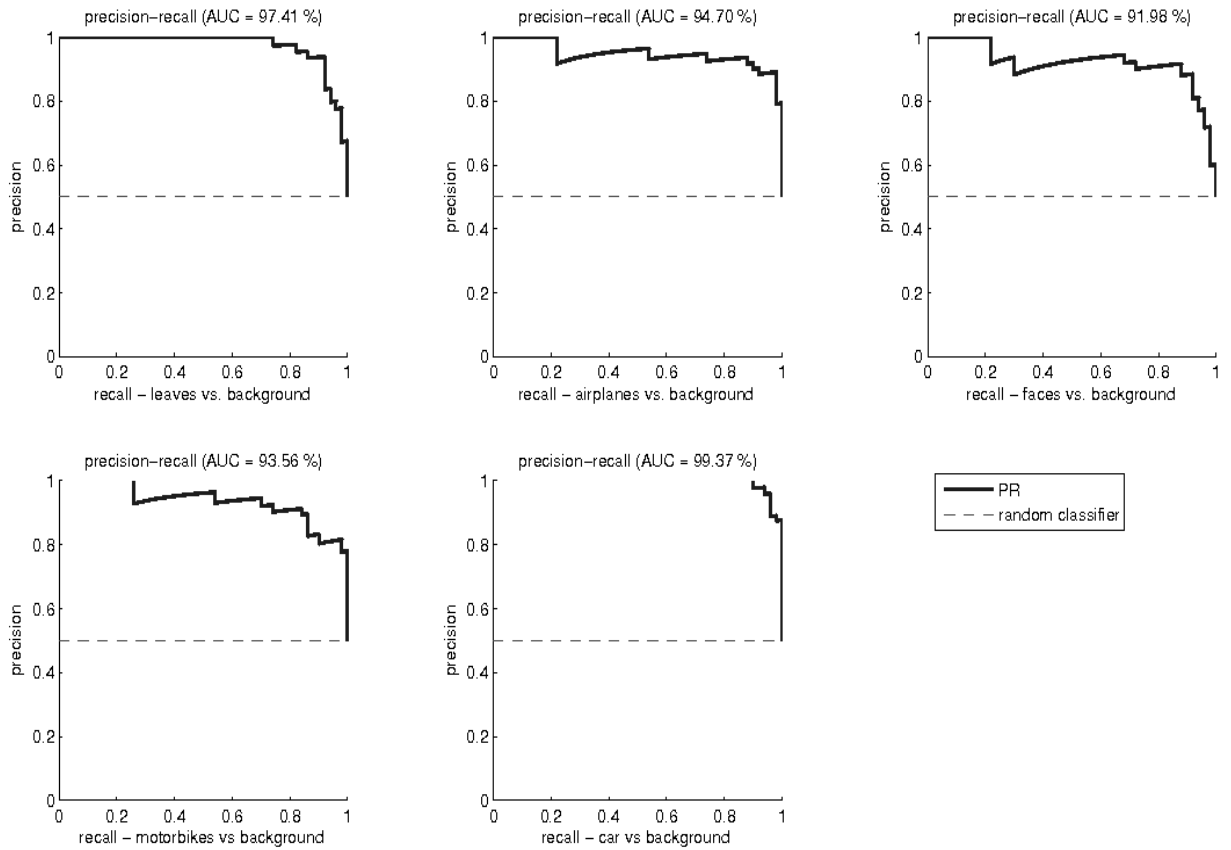 precision–recall (AUC = 97.41 %)
1
0.8
0.6
0.4
0.2
0
precision
0 0.2 0.4 0.6 0.8 1
recall – leaves vs. background
precision–recall (AUC = 94.70 %)
1
0.8
0.6
0.4
0.2
0
precision
0 0.2 0.4 0.6 0.8 1
recall – airplanes vs. background
precision–recall (AUC = 91.98 %)
1
0.8
0.6
0.4
0.2
0
precision
0 0.2 0.4 0.6 0.8 1
recall – faces vs. background
precision–recall (AUC = 93.56 %)
1
0.8
0.6
0.4
0.2
0
precision
0 0.2 0.4 0.6 0.8 1
recall – motorbikes vs background
precision–recall (AUC = 99.37 %)
1
0.8
0.6
0.4
0.2
0
precision
0 0.2 0.4 0.6 0.8 1
recall – car vs background
PR
random classifier